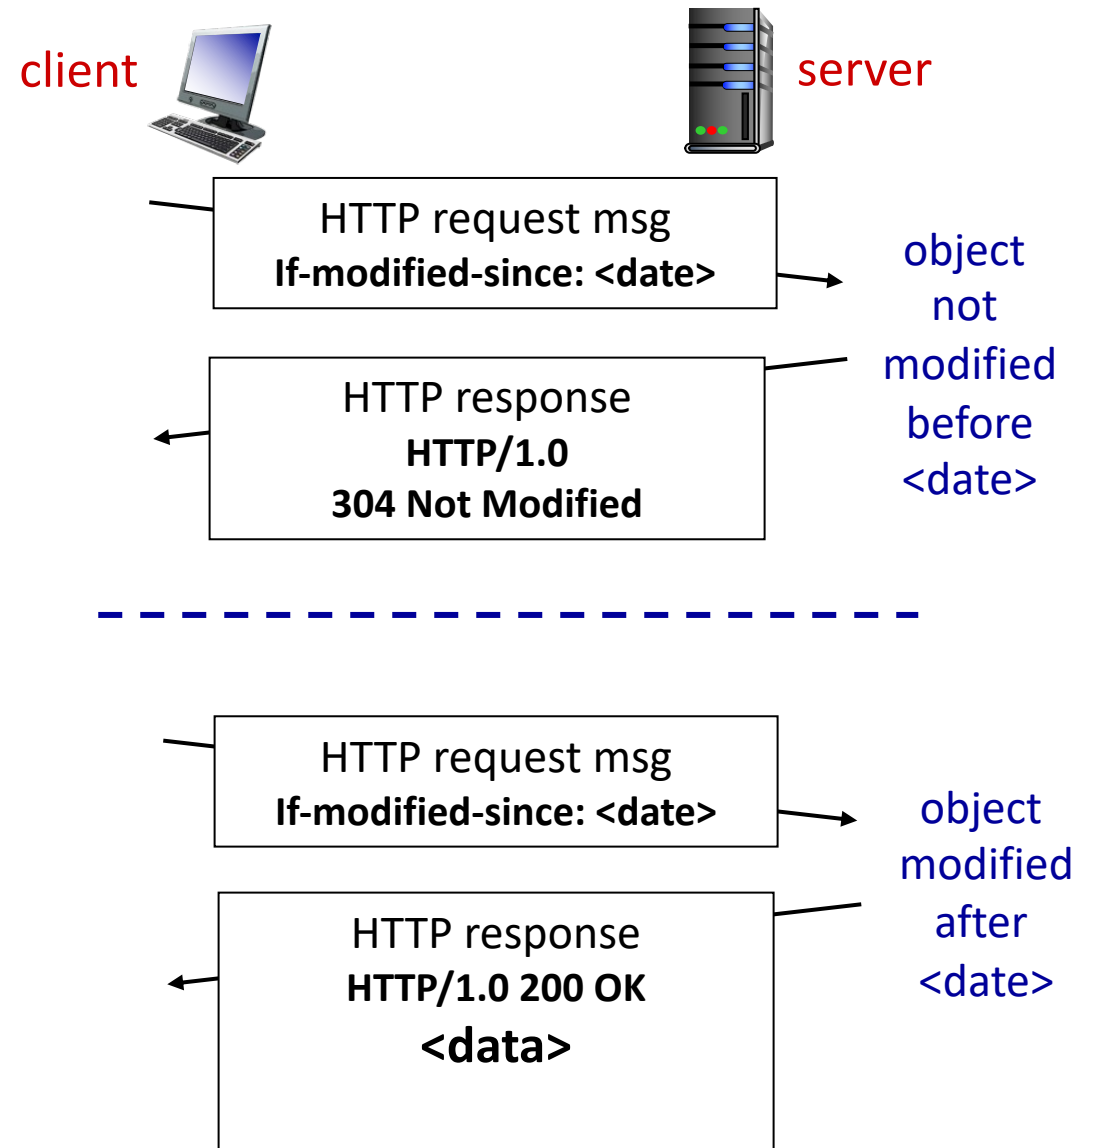 client
server
HTTP request msg
If-modified-since: <date>
object
not
modified
before
<date>
HTTP response
HTTP/1.0
304 Not Modified
HTTP request msg
If-modified-since: <date>
object
modified
after
<date>
HTTP response
HTTP/1.0 200 OK
<data>